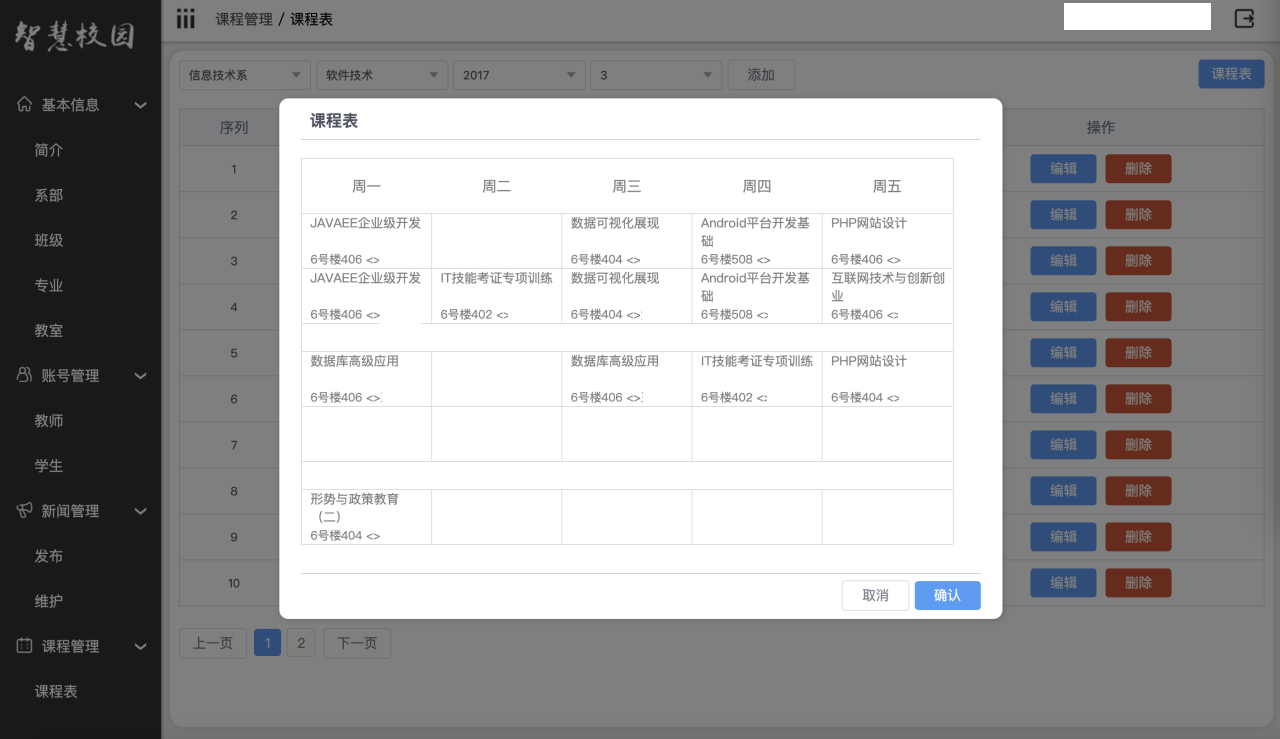 智慧校园
课程管理 / 课程表
基本信息
简介
系部
班级
专业
教室
账号管理
教师
学生
新闻管理
发布
维护
课程管理
课程表
信息技术系 软件技术 2017 3 添加 课程表
序列 操作
1 编辑 删除
2 编辑 删除
3 编辑 删除
4 编辑 删除
5 编辑 删除
6 编辑 删除
7 编辑 删除
8 编辑 删除
9 编辑 删除
10 编辑 删除
上一页 1 2 下一页
课程表
周一 周二 周三 周四 周五
JAVAEE企业级开发 数据可视化展现 Android平台开发基 PHP网站设计
础
6号楼406 <> 6号楼404 <> 6号楼508 <> 6号楼406 <>
JAVAEE企业级开发 IT技能考证专项训练 数据可视化展现 Android平台开发基 互联网技术与创新创
础 业
6号楼406 <> 6号楼402 <> 6号楼404 <> 6号楼508 <> 6号楼406 <>
数据库高级应用 数据库高级应用 IT技能考证专项训练 PHP网站设计
6号楼406 <> 6号楼406 <> 6号楼402 <> 6号楼404 <>
形势与政策教育
（二）
6号楼404 <>
取消 确认